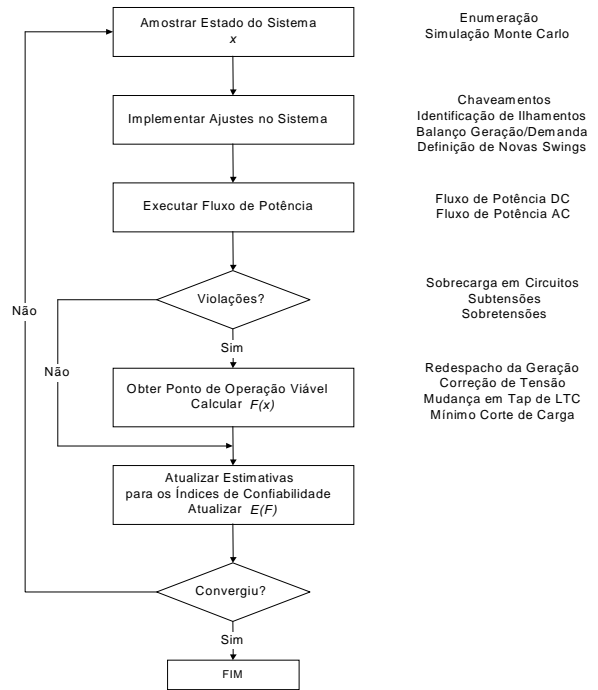 Amostrar Estado do Sistema
x
Enumeração
Simulação Monte Carlo
Implementar Ajustes no Sistema
Chaveamentos
Identificação de Ilhamentos
Balanço Geração/Demanda
Definição de Novas Swings
Executar Fluxo de Potência
Fluxo de Potência DC
Fluxo de Potência AC
Violações?
Sobrecarga em Circuitos
Subtensões
Sobretensões
Não
Sim
Não
Obter Ponto de Operação Viável
Calcular F(x)
Redespacho da Geração
Correção de Tensão
Mudança em Tap de LTC
Mínimo Corte de Carga
Atualizar Estimativas
para os Índices de Confiabilidade
Atualizar E(F)
Convergiu?
Sim
FIM